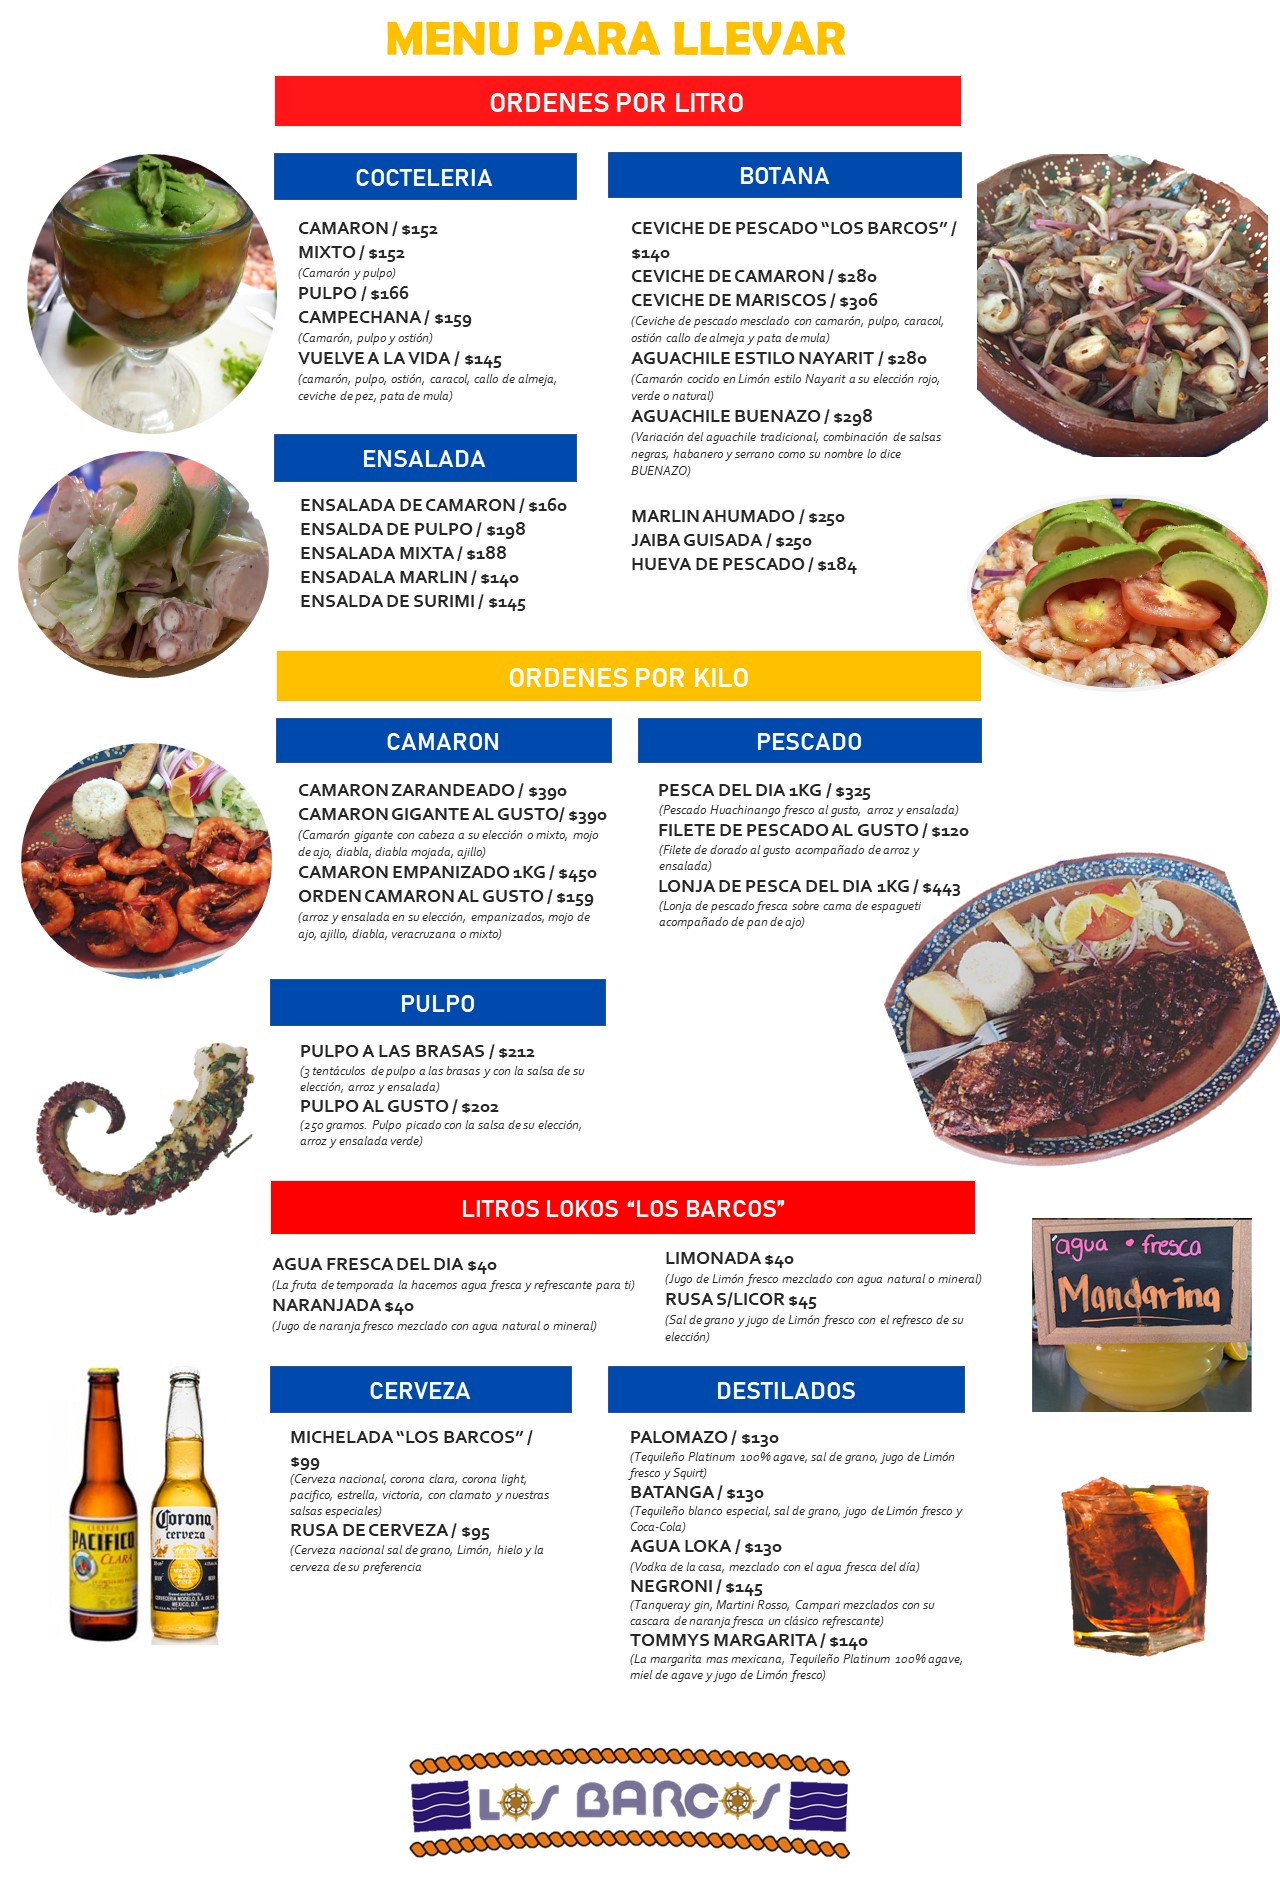 MENU PARA LLEVAR
ORDENES POR LITRO
COCTELERIA
CAMARON / $152
MIXTO / $152
(Camarón y pulpo)
PULPO / $166
CAMPECHANA / $159
(Camarón, pulpo y ostión)
VUELVE A LA VIDA / $145
(camarón, pulpo, ostión, caracol, callo de almeja,
ceviche de pez, pata de mula)
BOTANA
CEVICHE DE PESCADO “LOS BARCOS” /
$140
CEVICHE DE CAMARON / $280
CEVICHE DE MARISCOS / $306
(Ceviche de pescado mesclado con camarón, pulpo, caracol,
ostión callo de almeja y pata de mula)
AGUACHILE ESTILO NAYARIT / $280
(Camarón cocido en Limón estilo Nayarit a su elección rojo,
verde o natural)
AGUACHILE BUENAZO / $298
(Variación del aguachile tradicional, combinación de salsas
negras, habanero y serrano como su nombre lo dice
BUENAZO)
MARLIN AHUMADO / $250
JAIBA GUISADA / $250
HUEVA DE PESCADO / $184
ENSALADA
ENSALADA DE CAMARON / $160
ENSALDA DE PULPO / $198
ENSALADA MIXTA / $188
ENSADALA MARLIN / $140
ENSALDA DE SURIMI / $145
ORDENES POR KILO
CAMARON
CAMARON ZARANDEADO / $390
CAMARON GIGANTE AL GUSTO/ $390
(Camarón gigante con cabeza a su elección o mixto, mojo
de ajo, diabla, diabla mojada, ajillo)
CAMARON EMPANIZADO 1KG / $450
ORDEN CAMARON AL GUSTO / $159
(arroz y ensalada en su elección, empanizados, mojo de
ajo, ajillo, diabla, veracruzana o mixto)
PESCADO
PESCA DEL DIA 1KG / $325
(Pescado Huachinango fresco al gusto, arroz y ensalada)
FILETE DE PESCADO AL GUSTO / $120
(Filete de dorado al gusto acompañado de arroz y
ensalada)
LONJA DE PESCA DEL DIA 1KG / $443
(Lonja de pescado fresca sobre cama de espagueti
acompañado de pan de ajo)
PULPO
PULPO A LAS BRASAS / $212
(3 tentáculos de pulpo a las brasas y con la salsa de su
elección, arroz y ensalada)
PULPO AL GUSTO / $202
(250 gramos. Pulpo picado con la salsa de su elección,
arroz y ensalada verde)
LITROS LOKOS “LOS BARCOS”
AGUA FRESCA DEL DIA $40
(La fruta de temporada la hacemos agua fresca y refrescante para ti)
NARANJADA $40
(Jugo de naranja fresco mezclado con agua natural o mineral)
LIMONADA $40
(Jugo de Limón fresco mezclado con agua natural o mineral)
RUSA S/LICOR $45
(Sal de grano y jugo de Limón fresco con el refresco de su
elección)
agua • fresca
Mandarina
CERVEZA
MICHELADA “LOS BARCOS” /
$99
(Cerveza nacional, corona clara, corona light,
pacifico, estrella, victoria, con clamato y nuestras
salsas especiales)
RUSA DE CERVEZA / $95
(Cerveza nacional sal de grano, Limón, hielo y la
cerveza de su preferencia
DESTILADOS
PALOMAZO / $130
(Tequileño Platinum 100% agave, sal de grano, jugo de Limón
fresco y Squirt)
BATANGA / $130
(Tequileño blanco especial, sal de grano, jugo de Limón fresco y
Coca-Cola)
AGUA LOKA / $130
(Vodka de la casa, mezclado con el agua fresca del día)
NEGRONI / $145
(Tanqueray gin, Martini Rosso, Campari mezclados con su
cascara de naranja fresca un clásico refrescante)
TOMMYS MARGARITA / $140
(La margarita mas mexicana, Tequileño Platinum 100% agave,
miel de agave y jugo de Limón fresco)
CERVEZA
PACIFICO
CLARA
Corona
cerveza
CERVECERIA MODELO, S.A. DE C.V.
MEXICO, D.F.
LOS BARCOS